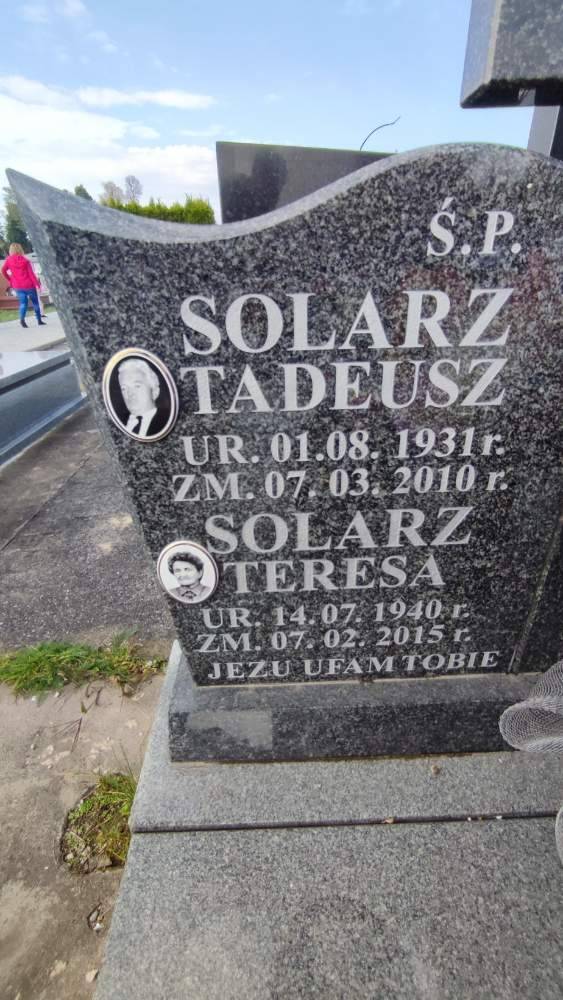 Ś.P.
SOLARZ
TADEUSZ
UR. 01.08. 1931 r.
ZM. 07. 03. 2010 r.
SOLARZ
TERESA
UR. 14.07. 1940 r.
ZM. 07. 02. 2015 r.
JEZU UFAM TOBIE